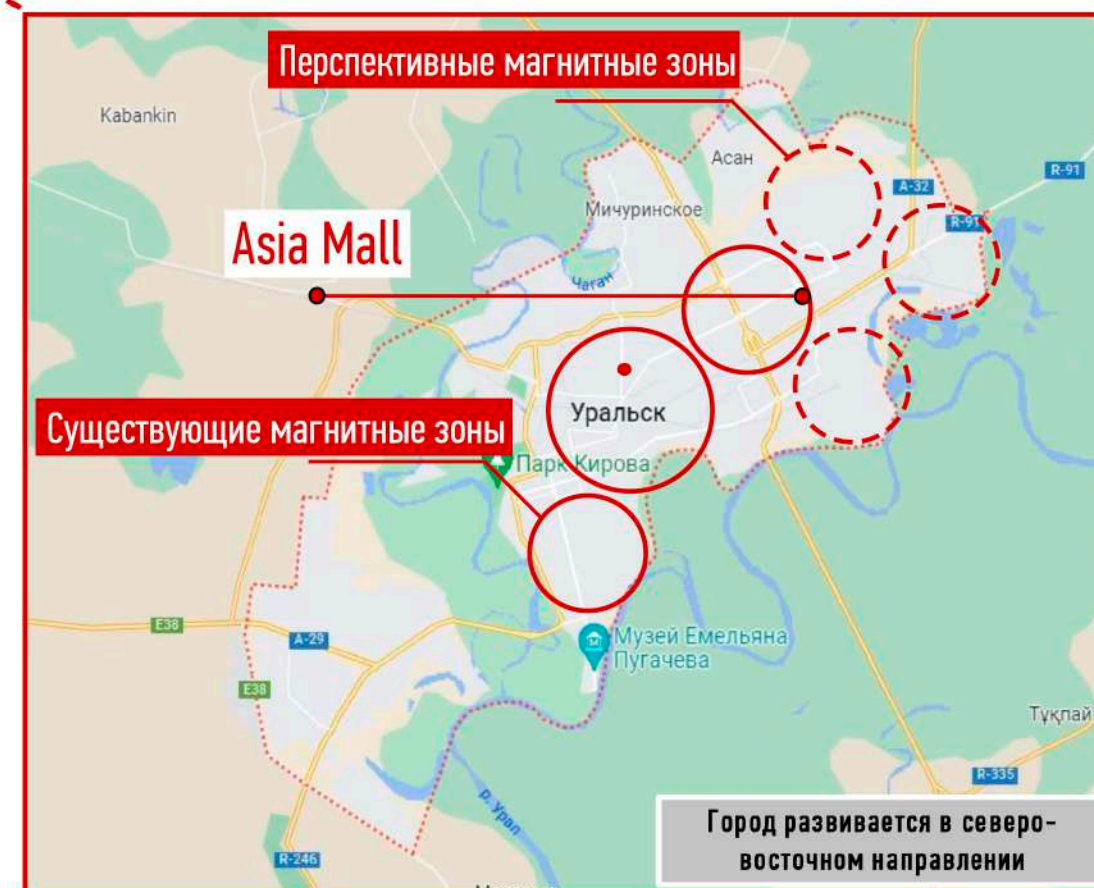 Перспективные магнитные зоны
Kabankin
Асан
R-91
A-32
Мичуринское
R-91
Asia Mall
Чаган
Уральск
Существующие магнитные зоны
Парк Кирова
E38
A-29
Музей Емельяна
Пугачева
E38
Тұқпай
R-335
р. Урал
Город развивается в северо-
восточном направлении
R-246